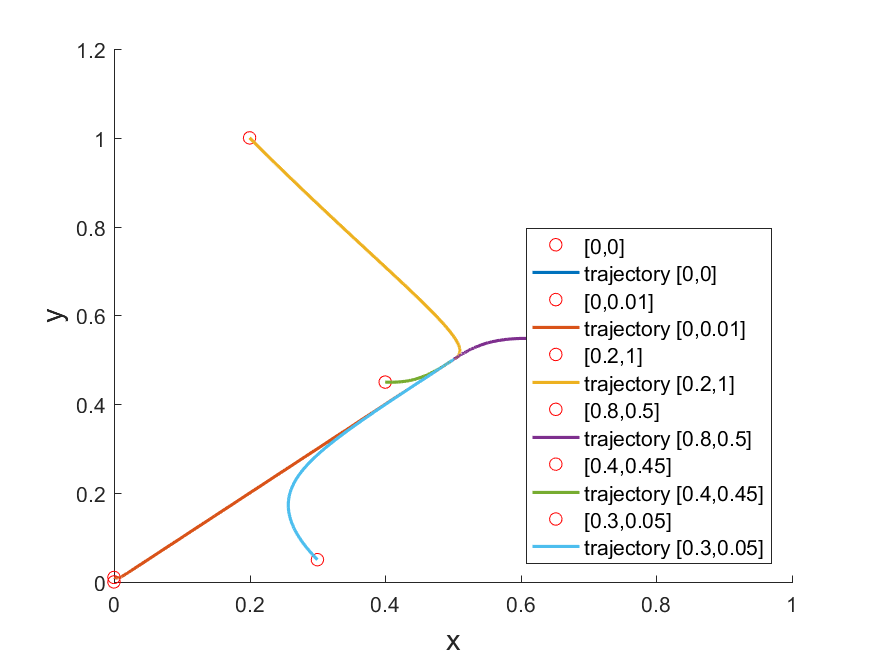 1.2
1
0.8
0.6
0.4
0.2
0
y
[0,0]
trajectory [0,0]
[0,0.01]
trajectory [0,0.01]
[0.2,1]
trajectory [0.2,1]
[0.8,0.5]
trajectory [0.8,0.5]
[0.4,0.45]
trajectory [0.4,0.45]
[0.3,0.05]
trajectory [0.3,0.05]
0 0.2 0.4 0.6 0.8 1
x